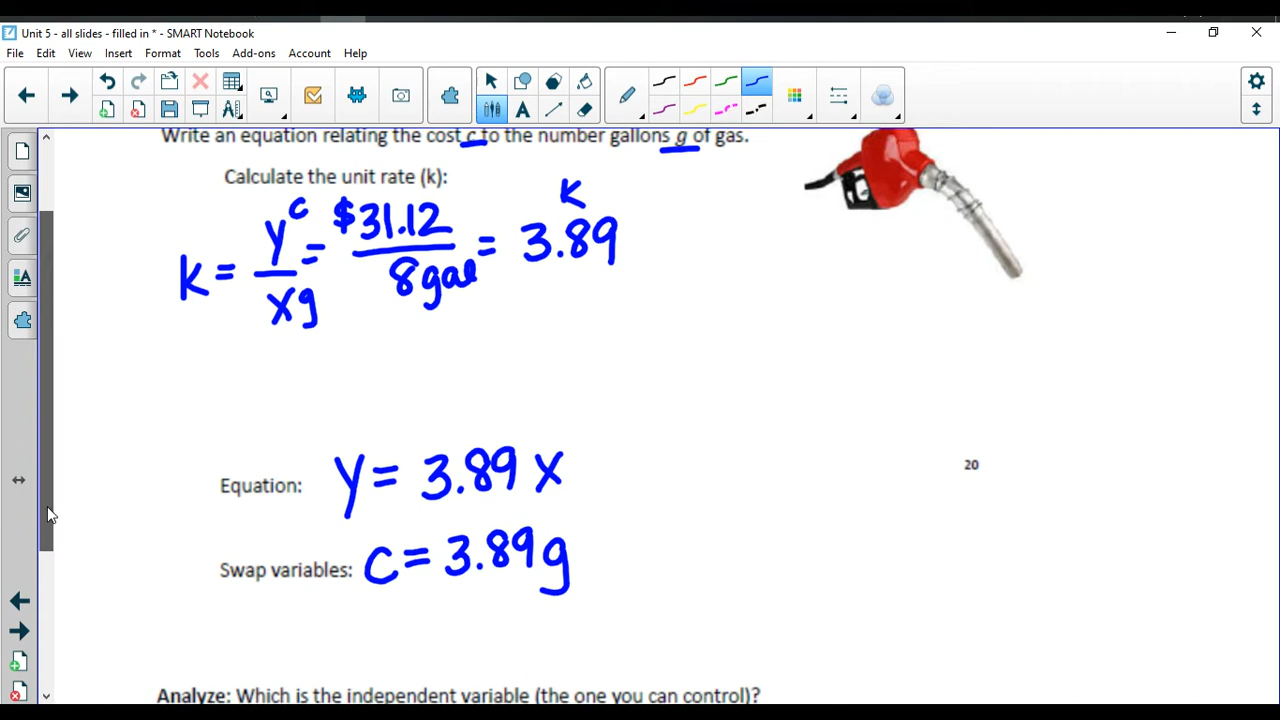 Unit 5 - all slides - filled in * - SMART Notebook
File Edit View Insert Format Tools Add-ons Account Help
Write an equation relating the cost c to the number gallons g of gas.
Calculate the unit rate (k):
k = y c / x g = $31.12 / 8 gal = 3.89 K
20
Equation: y = 3.89 x
Swap variables: c = 3.89 g
Analyze: Which is the independent variable (the one you can control)?